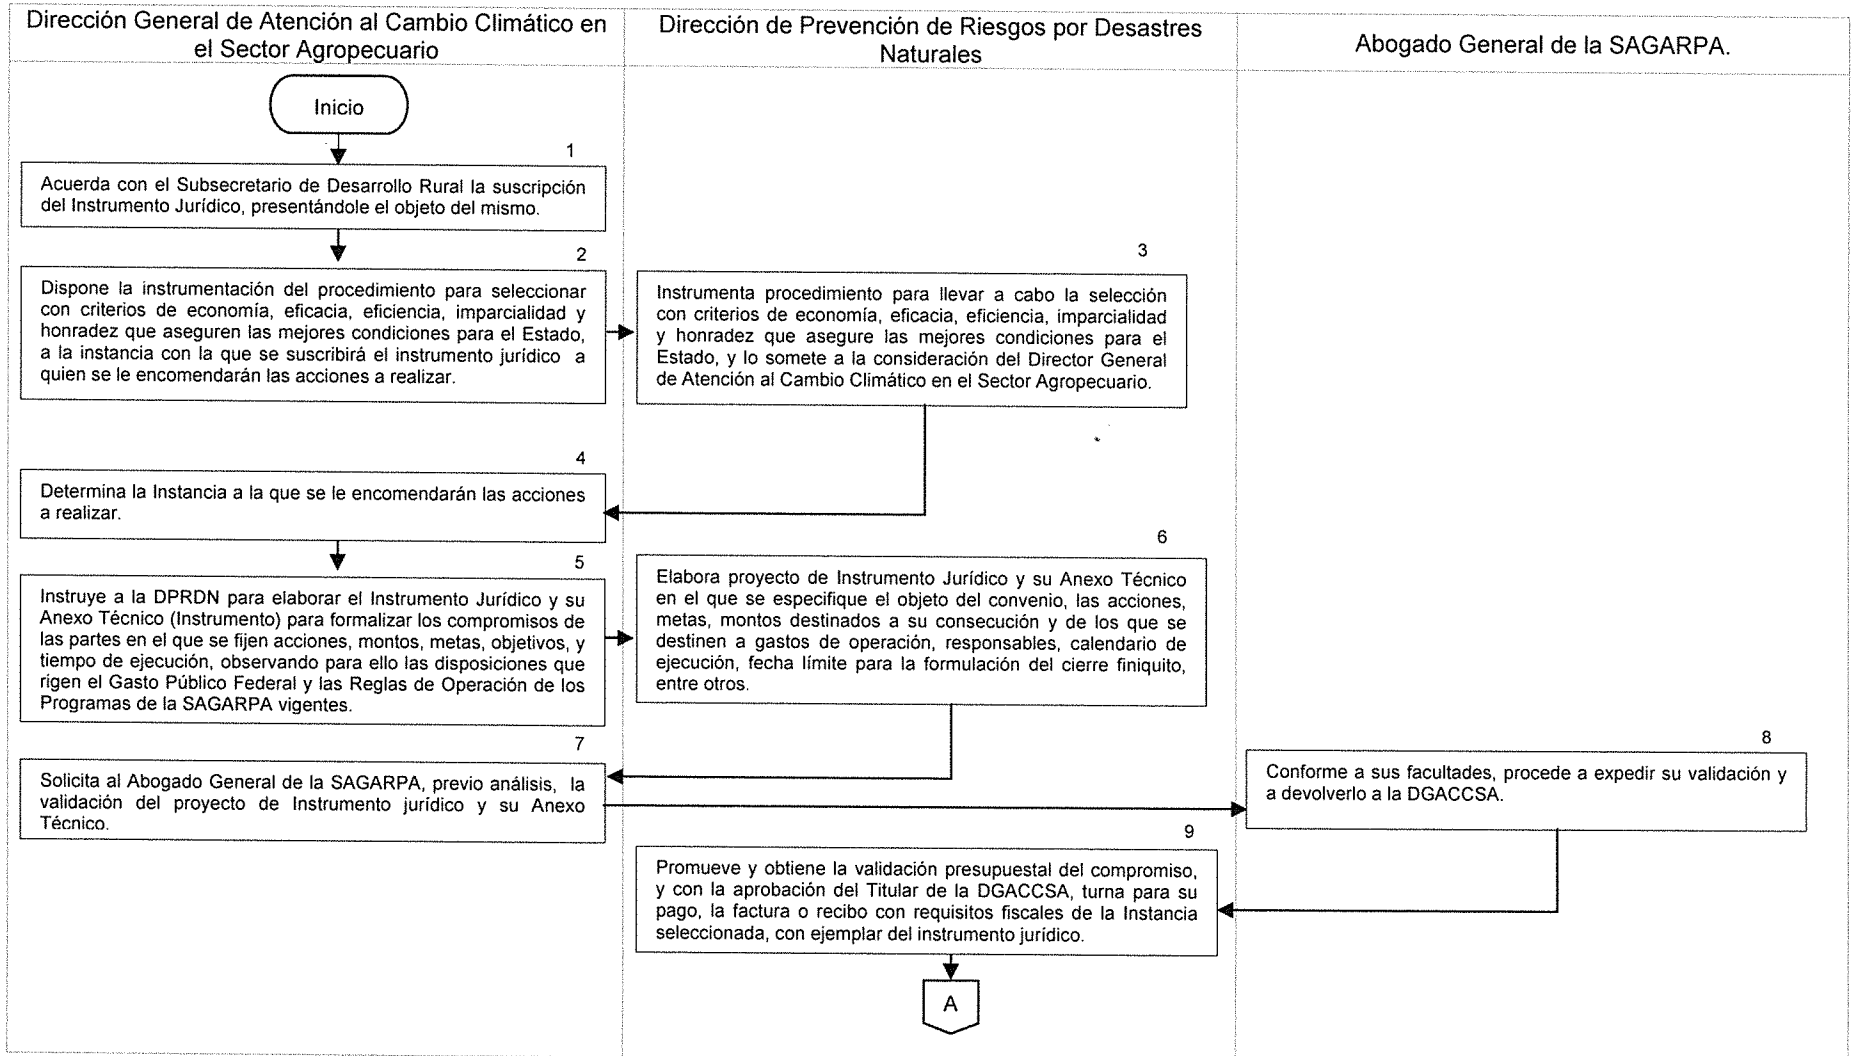 Dirección General de Atención al Cambio Climático en
el Sector Agropecuario
Dirección de Prevención de Riesgos por Desastres
Naturales
Abogado General de la SAGARPA.
Inicio
1
Acuerda con el Subsecretario de Desarrollo Rural la suscripción
del Instrumento Jurídico, presentándole el objeto del mismo.
2
Dispone la instrumentación del procedimiento para seleccionar
con criterios de economía, eficacia, eficiencia, imparcialidad y
honradez que aseguren las mejores condiciones para el Estado,
a la instancia con la que se suscribirá el instrumento jurídico a
quien se le encomendarán las acciones a realizar.
3
Instrumenta procedimiento para llevar a cabo la selección
con criterios de economía, eficacia, eficiencia, imparcialidad
y honradez que asegure las mejores condiciones para el
Estado, y lo somete a la consideración del Director General
de Atención al Cambio Climático en el Sector Agropecuario.
4
Determina la Instancia a la que se le encomendarán las acciones
a realizar.
5
Instruye a la DPRDN para elaborar el Instrumento Jurídico y su
Anexo Técnico (Instrumento) para formalizar los compromisos de
las partes en el que se fijen acciones, montos, metas, objetivos, y
tiempo de ejecución, observando para ello las disposiciones que
rigen el Gasto Público Federal y las Reglas de Operación de los
Programas de la SAGARPA vigentes.
6
Elabora proyecto de Instrumento Jurídico y su Anexo Técnico
en el que se especifique el objeto del convenio, las acciones,
metas, montos destinados a su consecución y de los que se
destinen a gastos de operación, responsables, calendario de
ejecución, fecha límite para la formulación del cierre finiquito,
entre otros.
7
Solicita al Abogado General de la SAGARPA, previo análisis, la
validación del proyecto de Instrumento jurídico y su Anexo
Técnico.
8
Conforme a sus facultades, procede a expedir su validación y
a devolverlo a la DGACCSA.
9
Promueve y obtiene la validación presupuestal del compromiso,
y con la aprobación del Titular de la DGACCSA, turna para su
pago, la factura o recibo con requisitos fiscales de la Instancia
seleccionada, con ejemplar del instrumento jurídico.
A